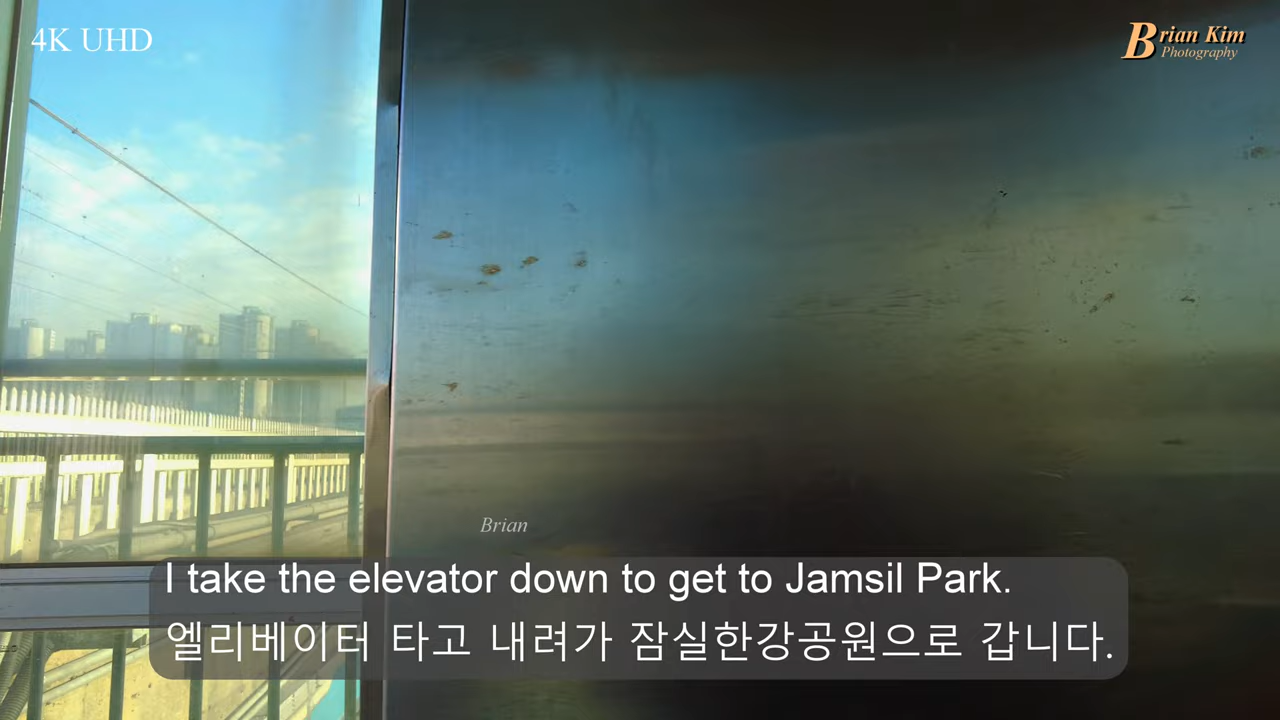 4K UHD
Brian Kim
Photography
Brian
I take the elevator down to get to Jamsil Park.
엘리베이터 타고 내려가 잠실한강공원으로 갑니다.